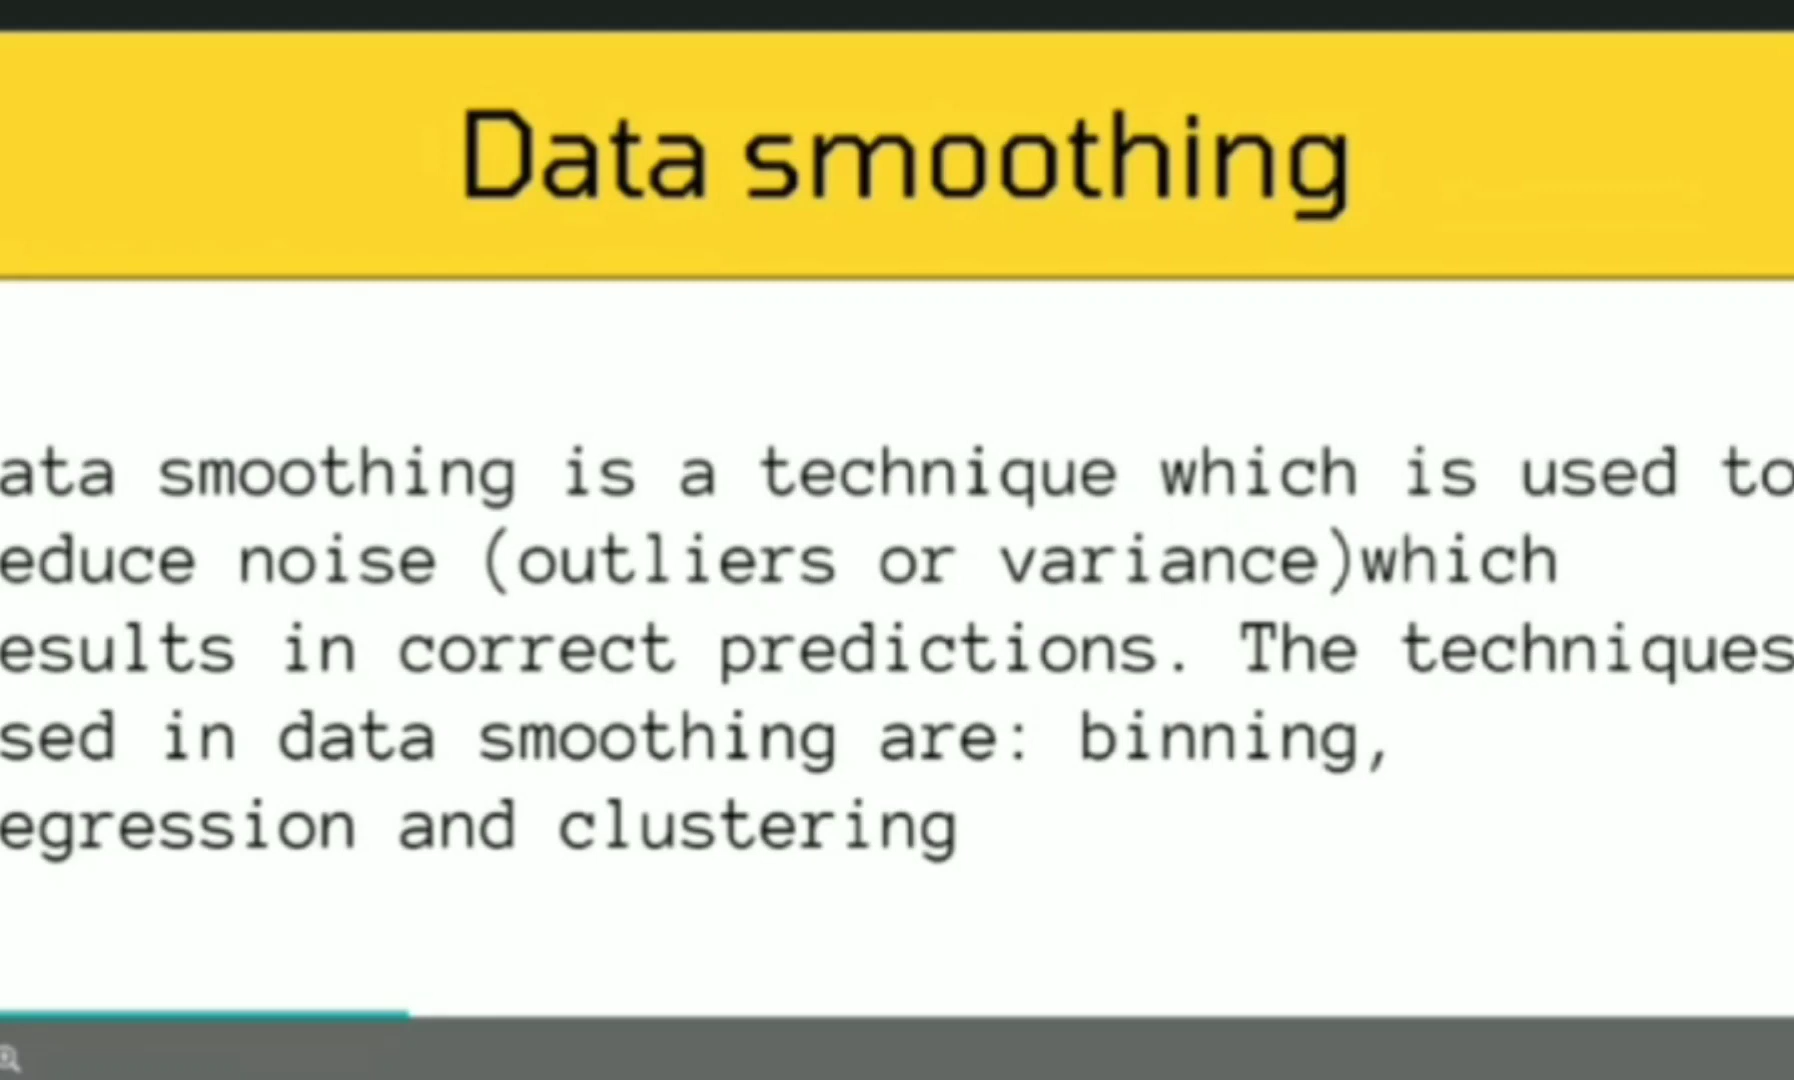 Data smoothing
ata smoothing is a technique which is used to
educe noise (outliers or variance)which
esults in correct predictions. The techniques
sed in data smoothing are: binning,
egression and clustering